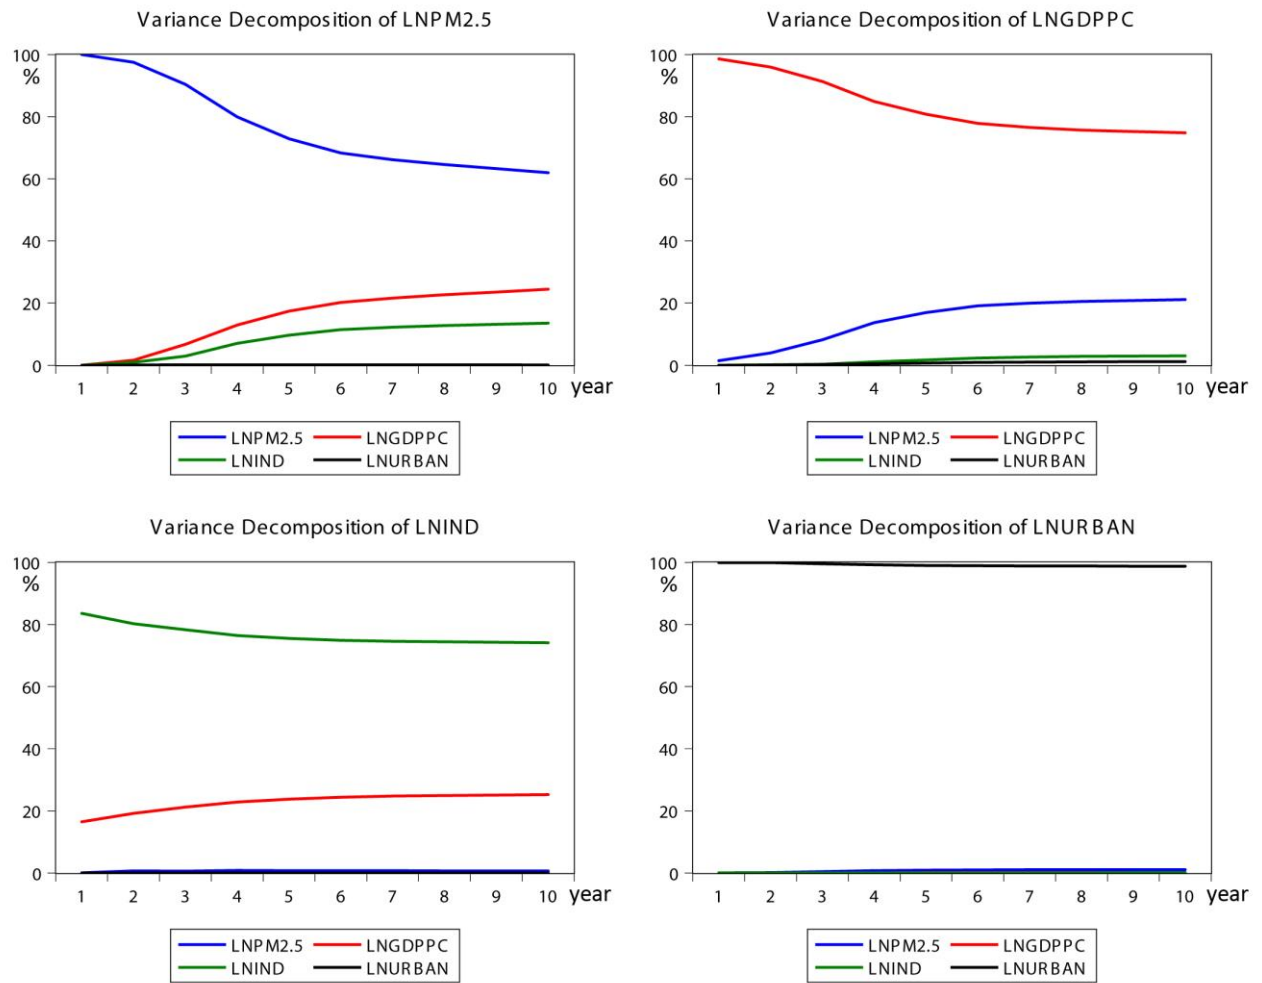 Variance Decomposition of LNPM2.5
100
%
80
60
40
20
0
1 2 3 4 5 6 7 8 9 10 year
LNPM2.5 LNGDPPC
LNIND LNURBAN
Variance Decomposition of LNGDPPC
100
%
80
60
40
20
0
1 2 3 4 5 6 7 8 9 10 year
LNPM2.5 LNGDPPC
LNIND LNURBAN
Variance Decomposition of LNIND
100
%
80
60
40
20
0
1 2 3 4 5 6 7 8 9 10 year
LNPM2.5 LNGDPPC
LNIND LNURBAN
Variance Decomposition of LNURBAN
100
%
80
60
40
20
0
1 2 3 4 5 6 7 8 9 10 year
LNPM2.5 LNGDPPC
LNIND LNURBAN